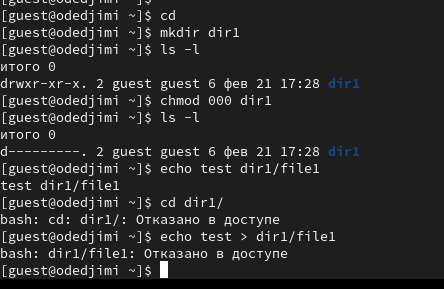 [guest@odedjimi ~]$ cd
[guest@odedjimi ~]$ mkdir dir1
[guest@odedjimi ~]$ ls -l
итого 0
drwxr-xr-x. 2 guest guest 6 фев 21 17:28 dir1
[guest@odedjimi ~]$ chmod 000 dir1
[guest@odedjimi ~]$ ls -l
итого 0
d---------. 2 guest guest 6 фев 21 17:28 dir1
[guest@odedjimi ~]$ echo test dir1/file1
test dir1/file1
[guest@odedjimi ~]$ cd dir1/
bash: cd: dir1/: Отказано в доступе
[guest@odedjimi ~]$ echo test > dir1/file1
bash: dir1/file1: Отказано в доступе
[guest@odedjimi ~]$